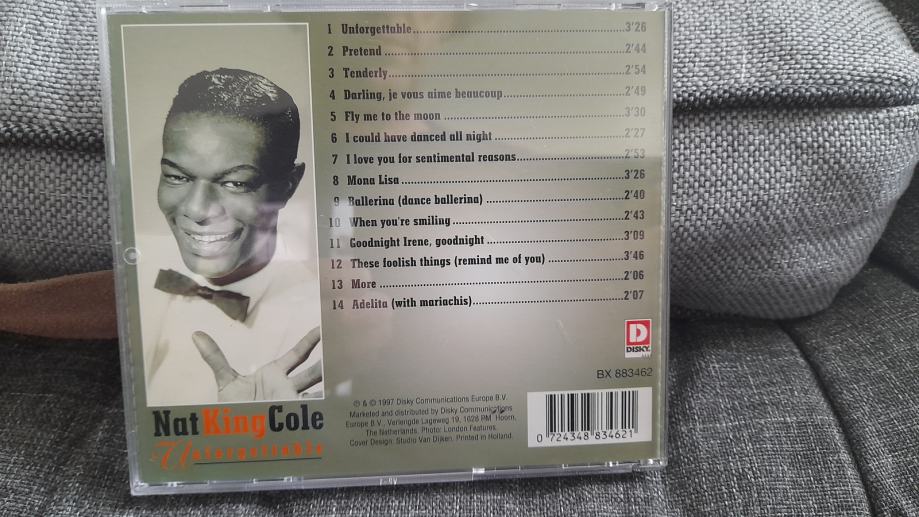 1 Unforgettable 3'26
2 Pretend 2'44
3 Tenderly 2'54
4 Darling, je vous aime beaucoup 2'49
5 Fly me to the moon 3'30
6 I could have danced all night 2'27
7 I love you for sentimental reasons 2'53
8 Mona Lisa 3'26
9 Ballerina (dance ballerina) 2'40
10 When you're smiling 2'43
11 Goodnight Irene, goodnight 3'09
12 These foolish things (remind me of you) 3'46
13 More 2'06
14 Adelita (with mariachis) 2'07
D
DISKY
BX 883462
Nat King Cole
Unforgettable
℗ & © 1997 Disky Communications Europe B.V.
Marketed and distributed by Disky Communications
Europe B.V., Verlengde Lageweg 19, 1628 PM Hoorn,
The Netherlands. Photo: London Features.
Cover Design: Studio Van Dijken. Printed in Holland.
0 724348 834621